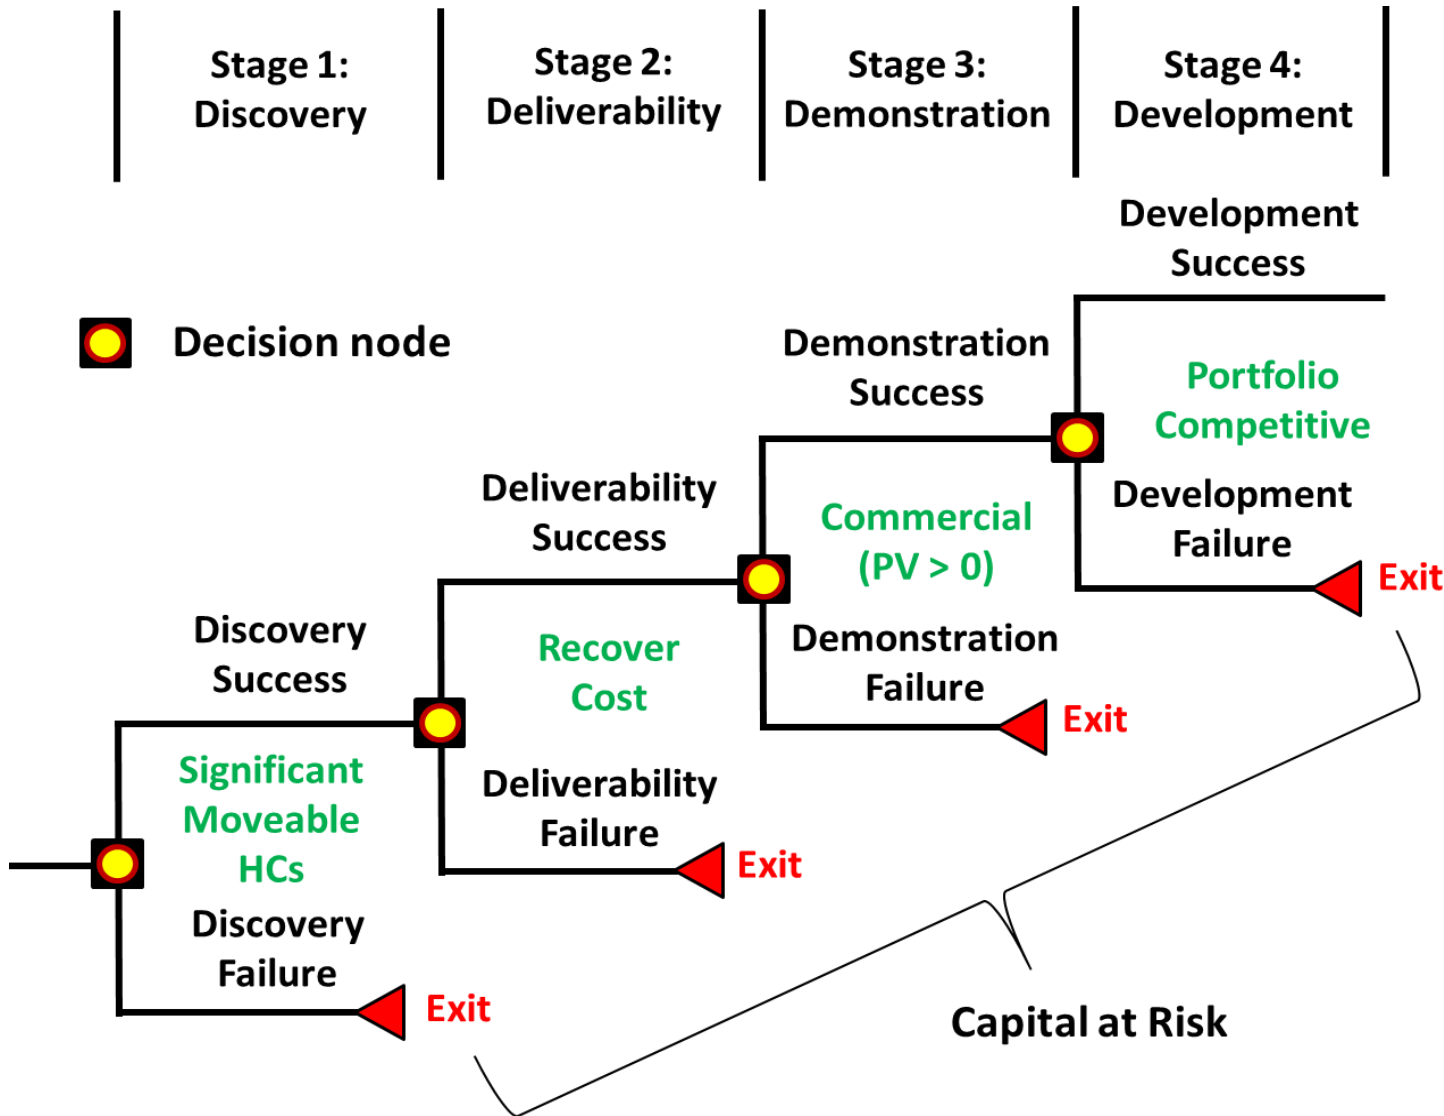 Stage 1:
Discovery
Stage 2:
Deliverability
Stage 3:
Demonstration
Stage 4:
Development
Development
Success
Decision node
Demonstration
Success
Portfolio
Competitive
Deliverability
Success
Commercial
(PV > 0)
Development
Failure
Exit
Discovery
Success
Recover
Cost
Demonstration
Failure
Exit
Significant
Moveable
HCs
Deliverability
Failure
Exit
Discovery
Failure
Exit
Capital at Risk